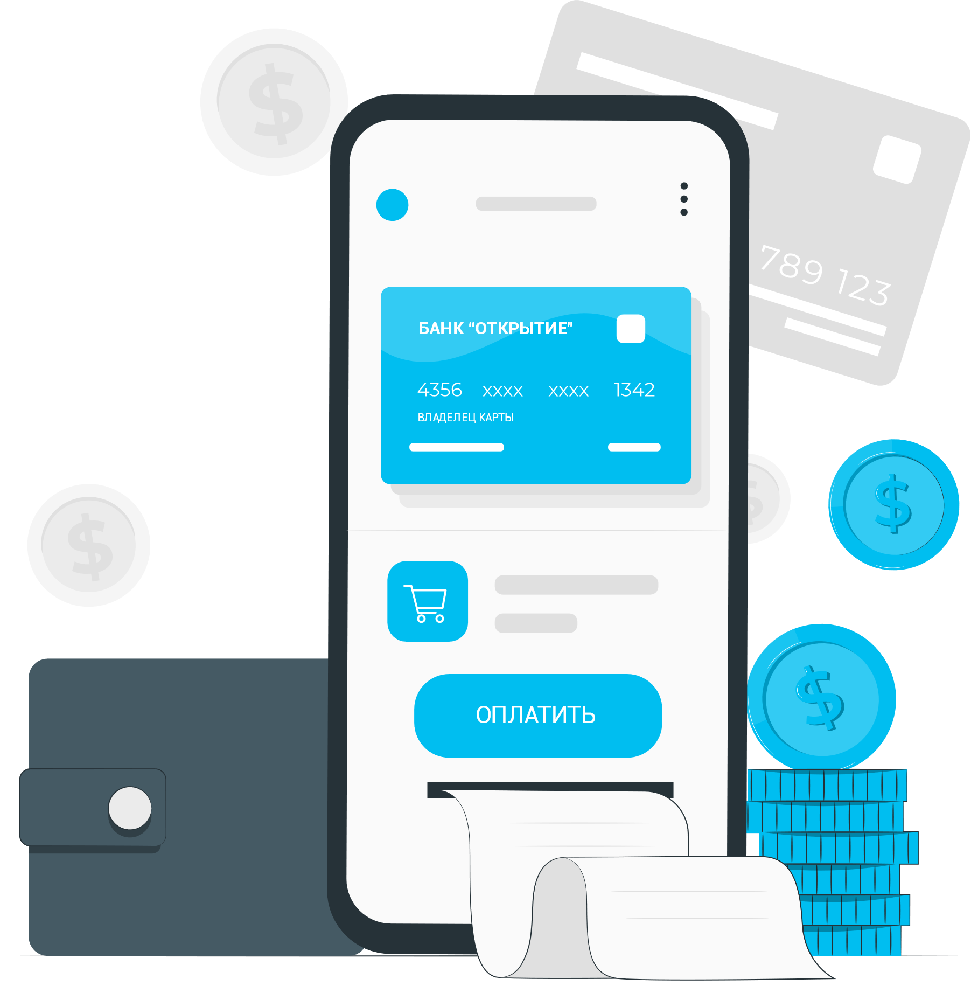 789 123
БАНК “ОТКРЫТИЕ”
4356 xxxx xxxx 1342
ВЛАДЕЛЕЦ КАРТЫ
ОПЛАТИТЬ